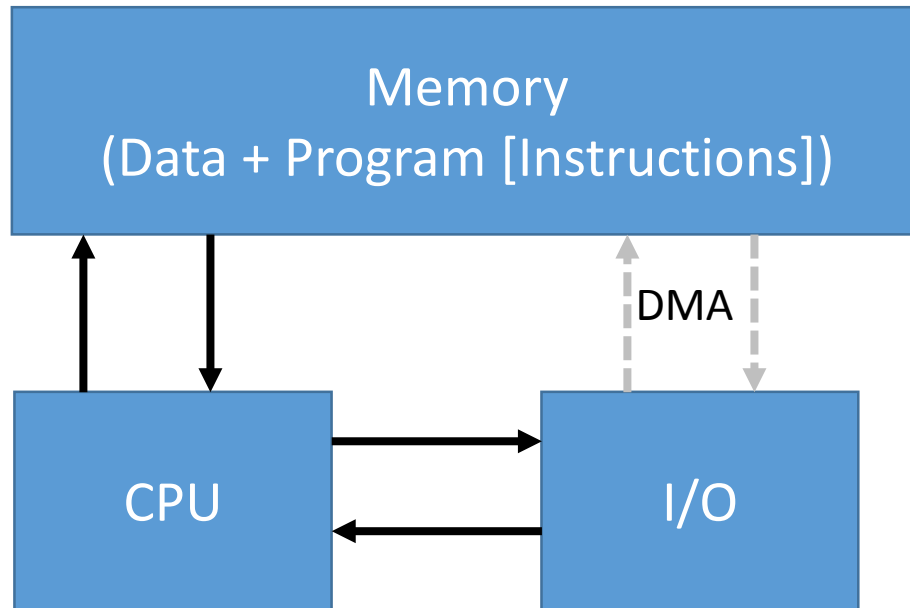 Memory
(Data + Program [Instructions])
DMA
CPU
I/O